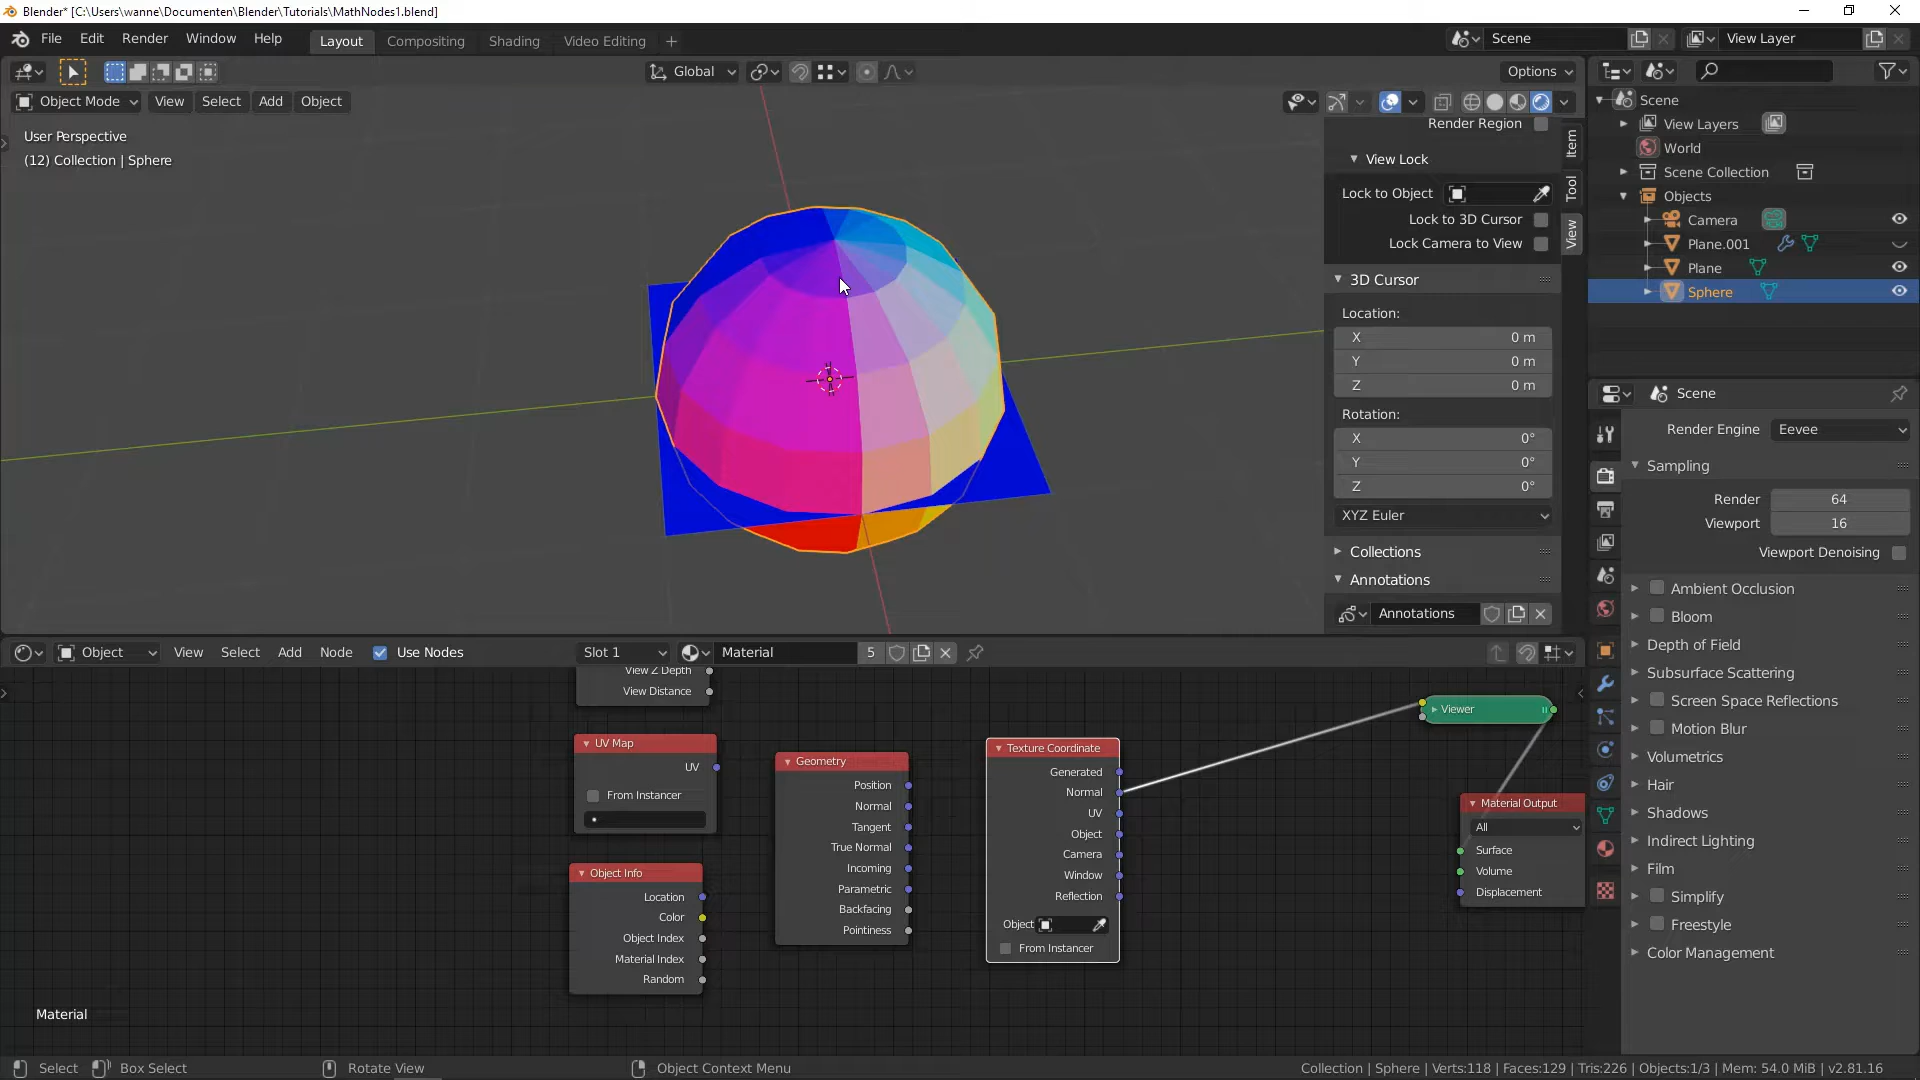 Blender* [C:\Users\wanne\Documenten\Blender\Tutorials\MathNodes1.blend]
File Edit Render Window Help Layout Compositing Shading Video Editing + Scene View Layer
Global Options
Object Mode View Select Add Object
User Perspective
(12) Collection | Sphere
Render Region
View Lock
Lock to Object
Lock to 3D Cursor
Lock Camera to View
3D Cursor
Location:
X 0 m
Y 0 m
Z 0 m
Rotation:
X 0°
Y 0°
Z 0°
XYZ Euler
Collections
Annotations
Annotations
Item
Tool
View
Scene
View Layers
World
Scene Collection
Objects
Camera
Plane.001
Plane
Sphere
Scene
Render Engine Eevee
Sampling
Render 64
Viewport 16
Viewport Denoising
Ambient Occlusion
Bloom
Depth of Field
Subsurface Scattering
Screen Space Reflections
Motion Blur
Volumetrics
Hair
Shadows
Indirect Lighting
Film
Simplify
Freestyle
Color Management
Object View Select Add Node Use Nodes Slot 1 Material 5
View Z Depth
View Distance
UV Map
UV
From Instancer
Object Info
Location
Color
Object Index
Material Index
Random
Geometry
Position
Normal
Tangent
True Normal
Incoming
Parametric
Backfacing
Pointiness
Texture Coordinate
Generated
Normal
UV
Object
Camera
Window
Reflection
Object
From Instancer
Viewer
Material Output
All
Surface
Volume
Displacement
Material
Select Box Select Rotate View Object Context Menu Collection | Sphere | Verts:118 | Faces:129 | Tris:226 | Objects:1/3 | Mem: 54.0 MiB | v2.81.16